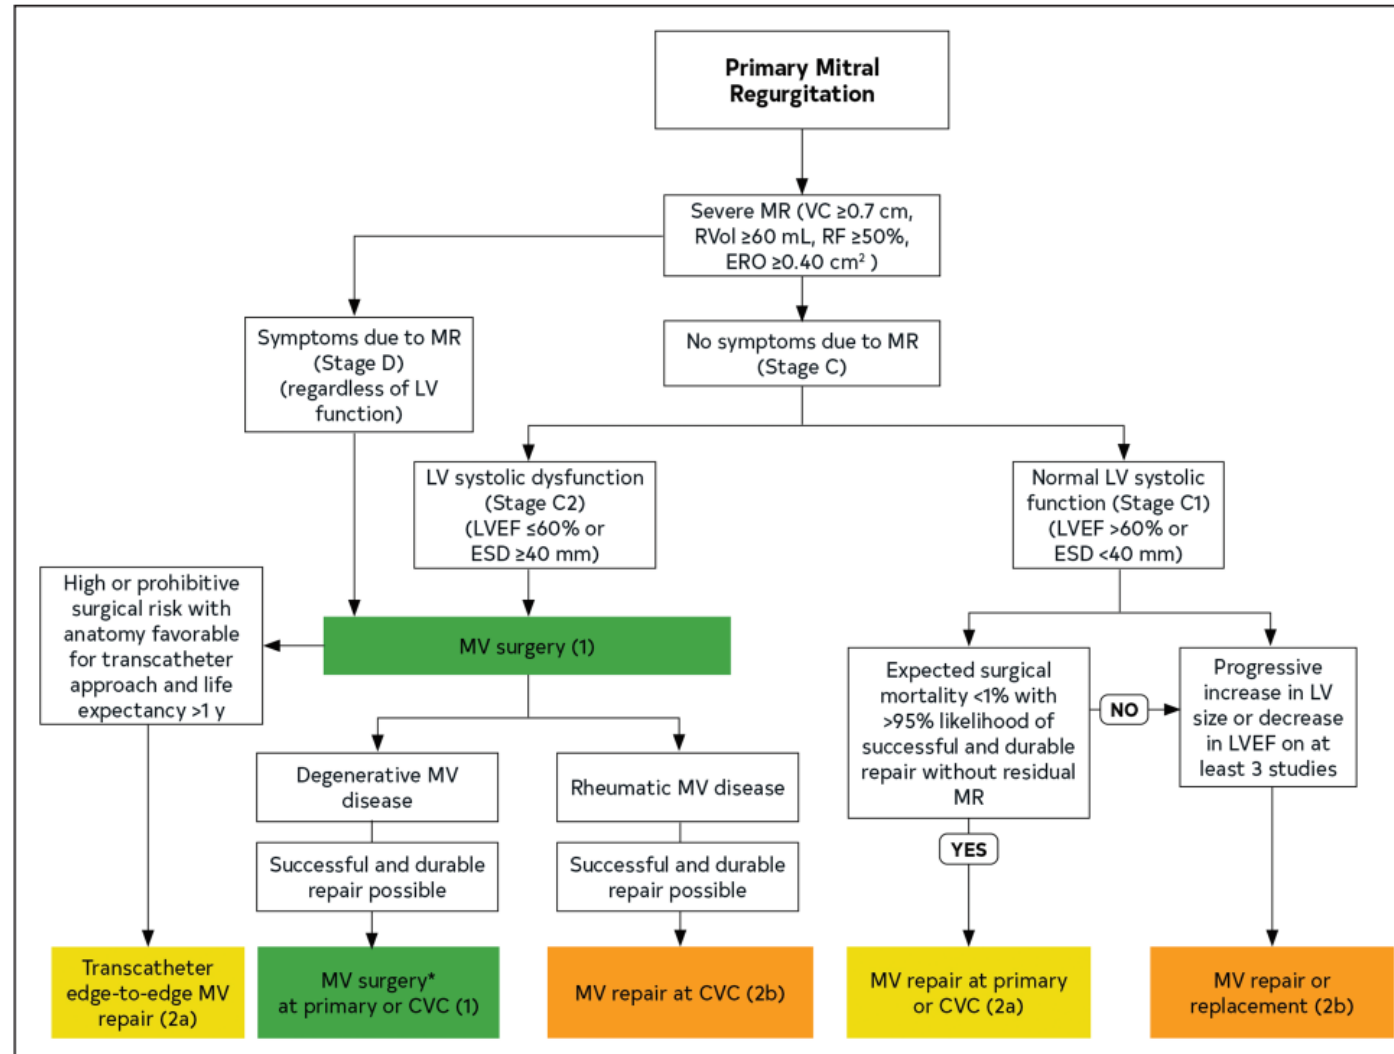 Primary Mitral
Regurgitation
Severe MR (VC ≥0.7 cm,
RVol ≥60 mL, RF ≥50%,
ERO ≥0.40 cm² )
Symptoms due to MR
(Stage D)
(regardless of LV
function)
No symptoms due to MR
(Stage C)
LV systolic dysfunction
(Stage C2)
(LVEF ≤60% or
ESD ≥40 mm)
Normal LV systolic
function (Stage C1)
(LVEF >60% or
ESD <40 mm)
High or prohibitive
surgical risk with
anatomy favorable
for transcatheter
approach and life
expectancy >1 y
MV surgery (1)
Expected surgical
mortality <1% with
>95% likelihood of
successful and durable
repair without residual
MR
NO
Progressive
increase in LV
size or decrease
in LVEF on at
least 3 studies
Degenerative MV
disease
Rheumatic MV disease
YES
Successful and durable
repair possible
Successful and durable
repair possible
Transcatheter
edge-to-edge MV
repair (2a)
MV surgery*
at primary or CVC (1)
MV repair at CVC (2b)
MV repair at primary
or CVC (2a)
MV repair or
replacement (2b)